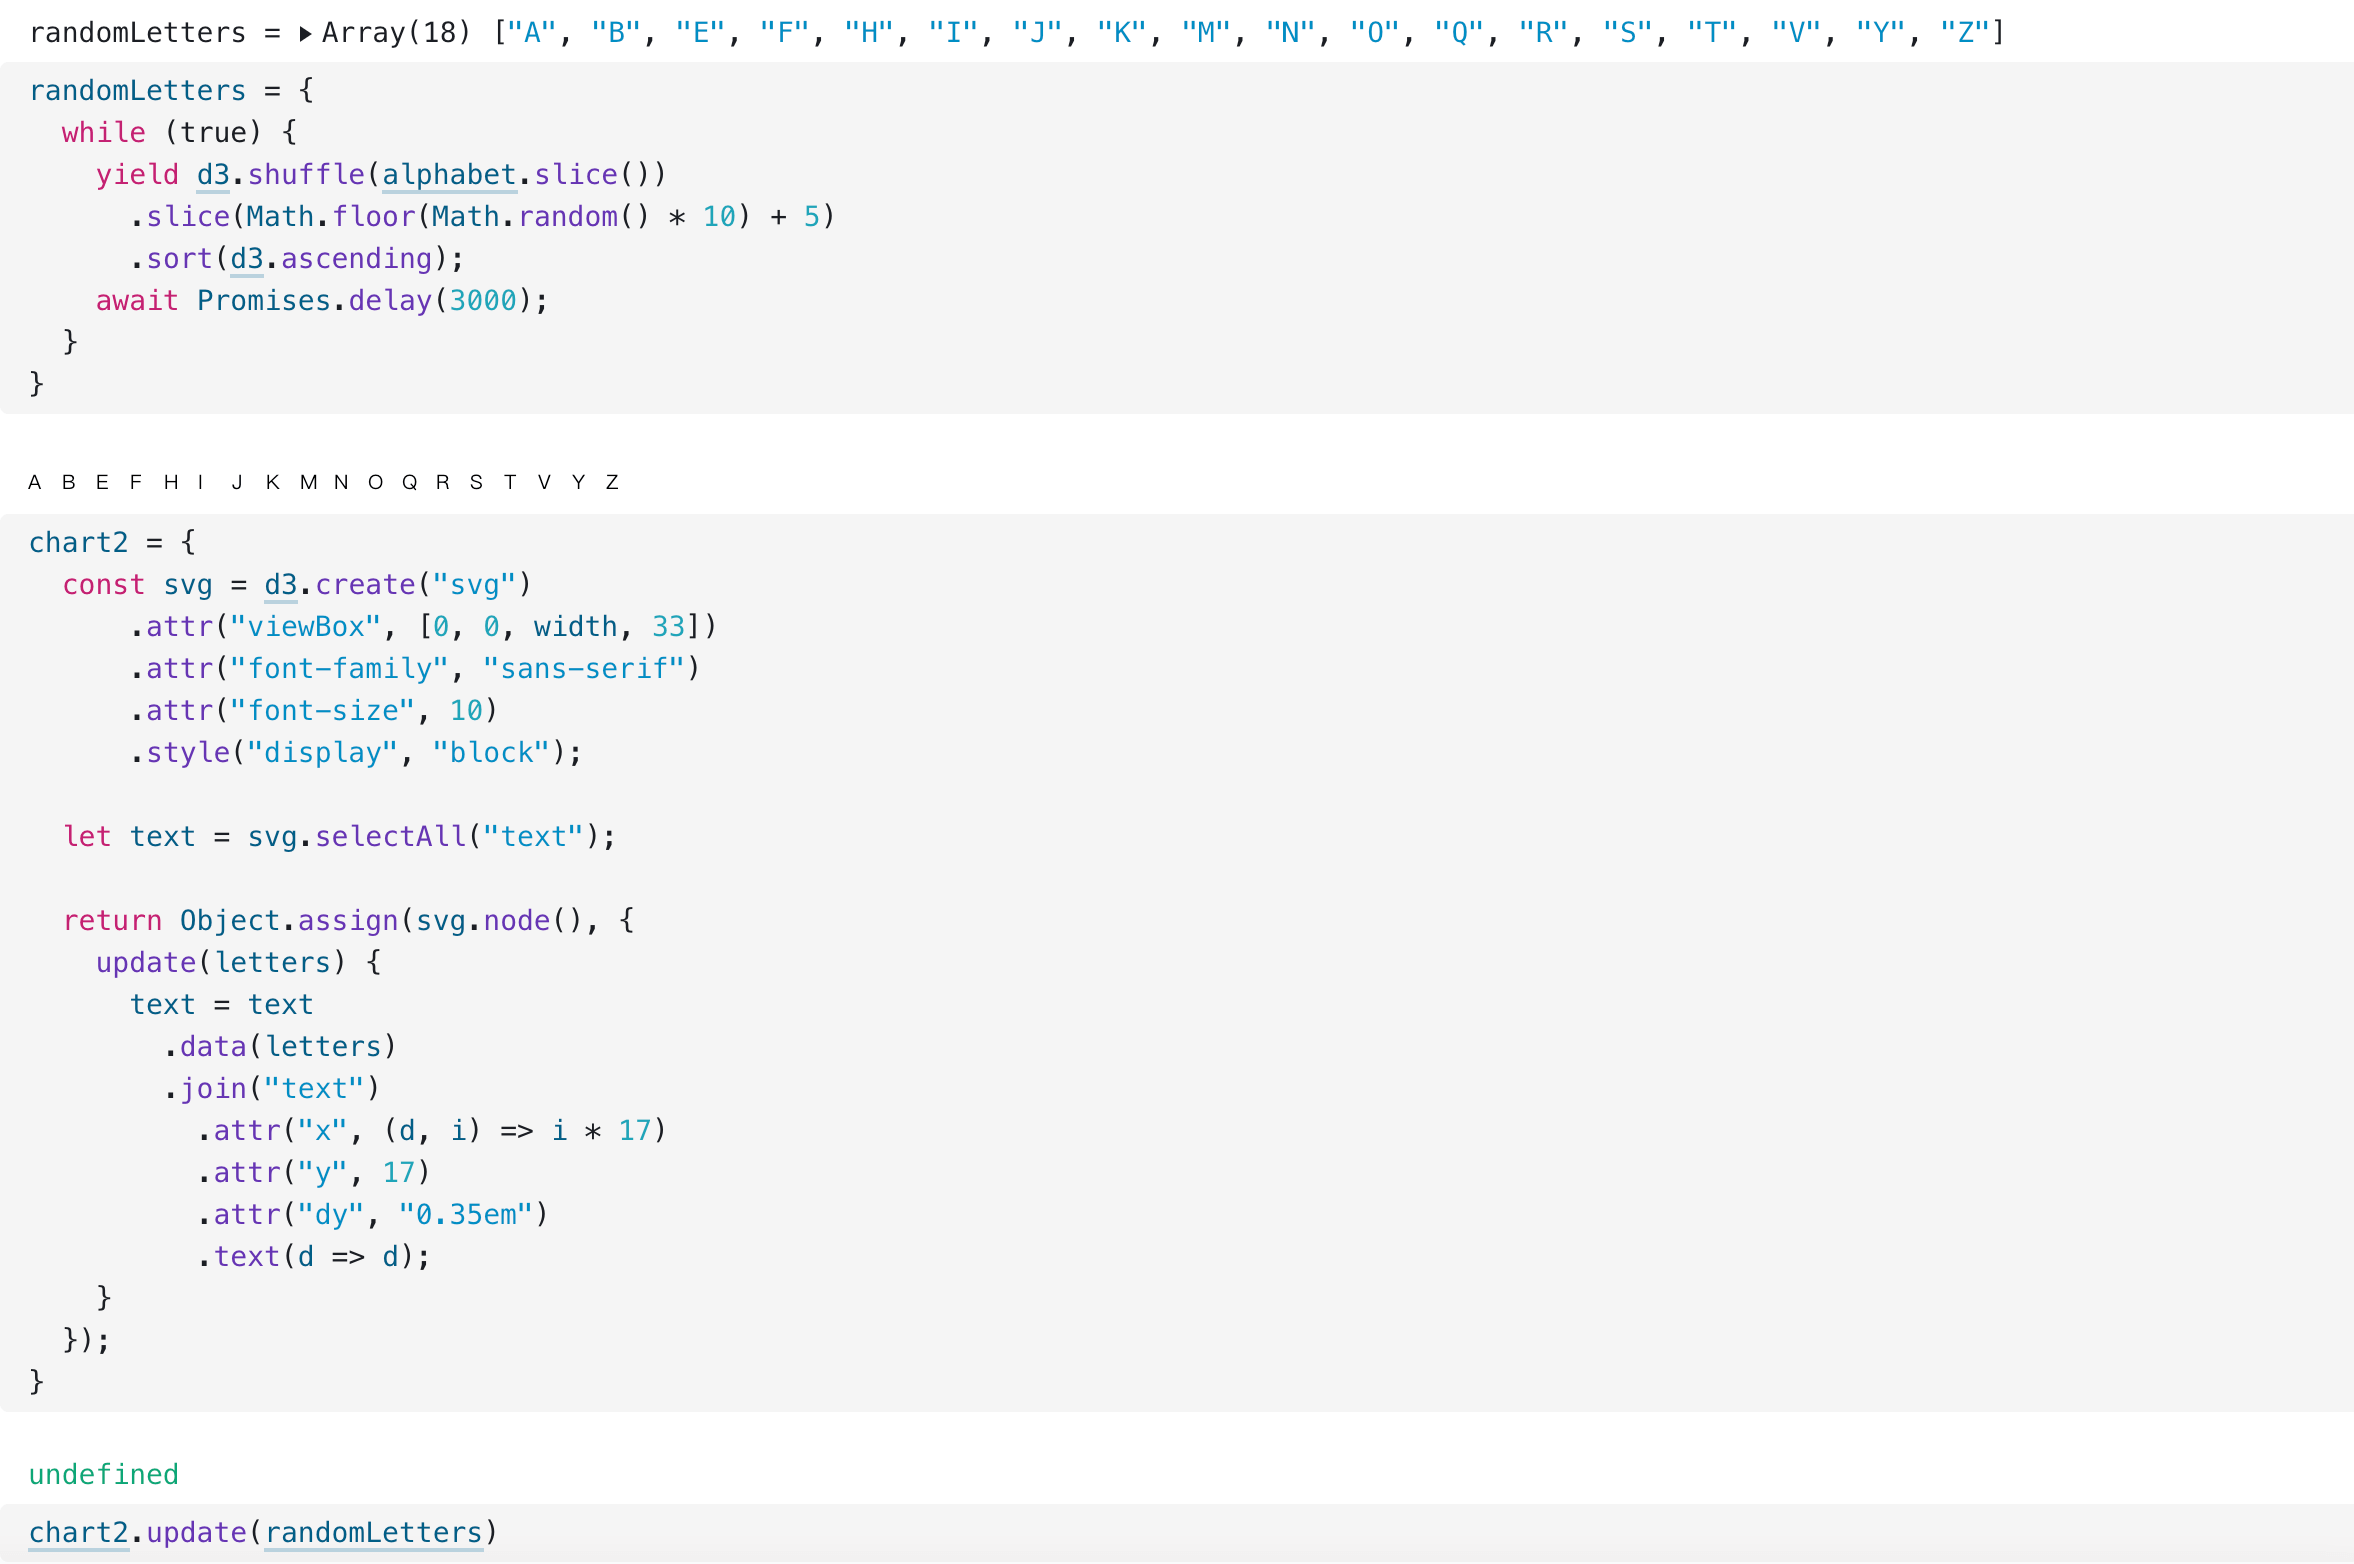 randomLetters = ▶Array(18) ["A", "B", "E", "F", "H", "I", "J", "K", "M", "N", "O", "Q", "R", "S", "T", "V", "Y", "Z"]
randomLetters = {
  while (true) {
    yield d3.shuffle(alphabet.slice())
      .slice(Math.floor(Math.random() * 10) + 5)
      .sort(d3.ascending);
    await Promises.delay(3000);
  }
}
A B E F H I J K M N O Q R S T V Y Z
chart2 = {
  const svg = d3.create("svg")
      .attr("viewBox", [0, 0, width, 33])
      .attr("font-family", "sans-serif")
      .attr("font-size", 10)
      .style("display", "block");
  let text = svg.selectAll("text");
  return Object.assign(svg.node(), {
    update(letters) {
      text = text
        .data(letters)
        .join("text")
          .attr("x", (d, i) => i * 17)
          .attr("y", 17)
          .attr("dy", "0.35em")
          .text(d => d);
    }
  });
}
undefined
chart2.update(randomLetters)